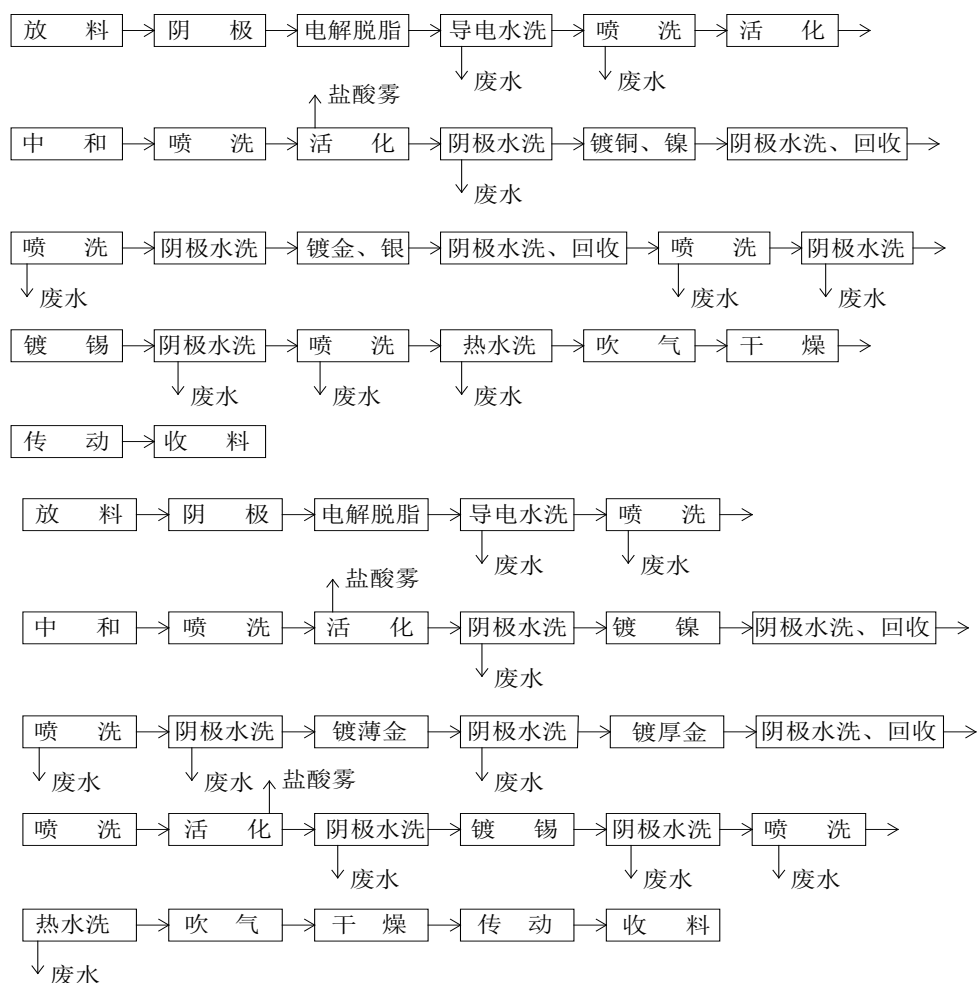 放 料 阴 极 电解脱脂 导电水洗 喷 洗 活 化
废水 废水
盐酸雾
中 和 喷 洗 活 化 阴极水洗 镀铜、镍 阴极水洗、回收
废水
喷 洗 阴极水洗 镀金、银 阴极水洗、回收 喷 洗 阴极水洗
废水 废水 废水
镀 锡 阴极水洗 喷 洗 热水洗 吹 气 干 燥
废水 废水 废水
传 动 收 料
放 料 阴 极 电解脱脂 导电水洗 喷 洗
废水 废水
盐酸雾
中 和 喷 洗 活 化 阴极水洗 镀 镍 阴极水洗、回收
废水
喷 洗 阴极水洗 镀薄金 阴极水洗 镀厚金 阴极水洗、回收
废水 废水 盐酸雾 废水
喷 洗 活 化 阴极水洗 镀 锡 阴极水洗 喷 洗
废水 废水 废水
热水洗 吹 气 干 燥 传 动 收 料
废水